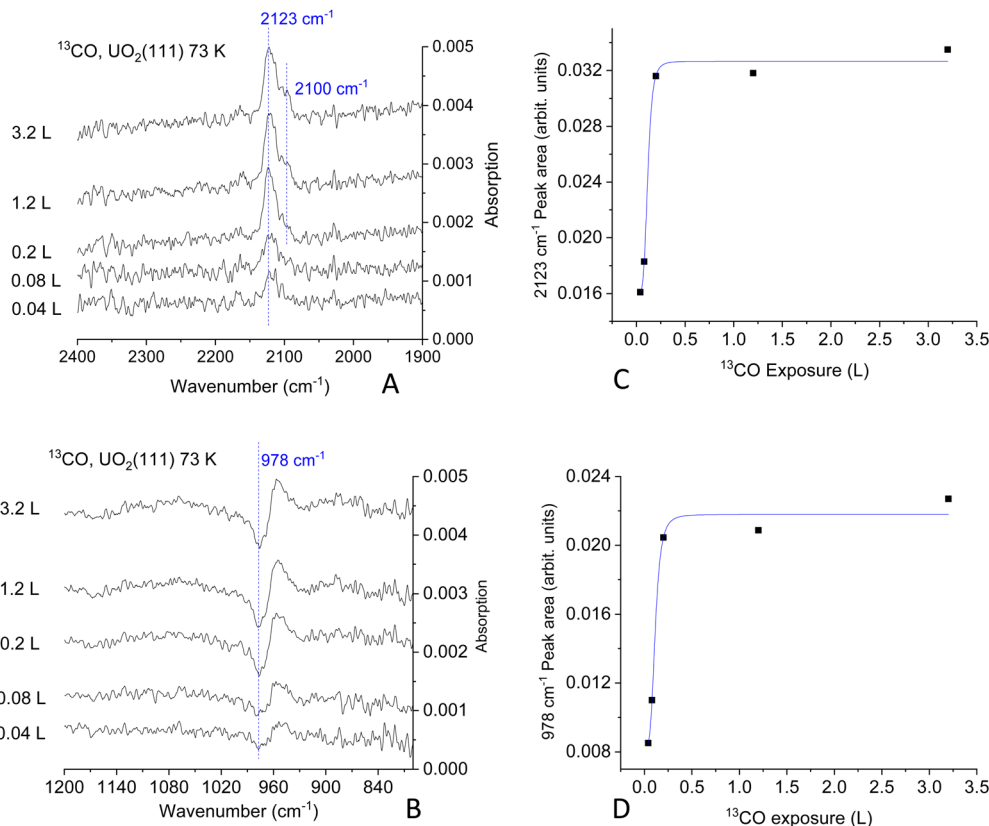 ¹³CO, UO₂(111) 73 K
2123 cm⁻¹
2100 cm⁻¹
3.2 L
1.2 L
0.2 L
0.08 L
0.04 L
0.005
0.004
0.003
0.002
0.001
0.000
Absorption
2400 2300 2200 2100 2000 1900
Wavenumber (cm⁻¹)
A
2123 cm⁻¹ Peak area (arbit. units)
0.032
0.028
0.024
0.020
0.016
0.0 0.5 1.0 1.5 2.0 2.5 3.0 3.5
¹³CO Exposure (L)
C
¹³CO, UO₂(111) 73 K
978 cm⁻¹
3.2 L
1.2 L
0.2 L
0.08 L
0.04 L
0.005
0.004
0.003
0.002
0.001
0.000
Absorption
1200 1080 1020 960 900 840
Wavenumber (cm⁻¹)
B
978 cm⁻¹ Peak area (arbit. units)
0.024
0.020
0.016
0.012
0.008
0.0 0.5 1.0 1.5 2.0 2.5 3.0 3.5
¹³CO exposure (L)
D